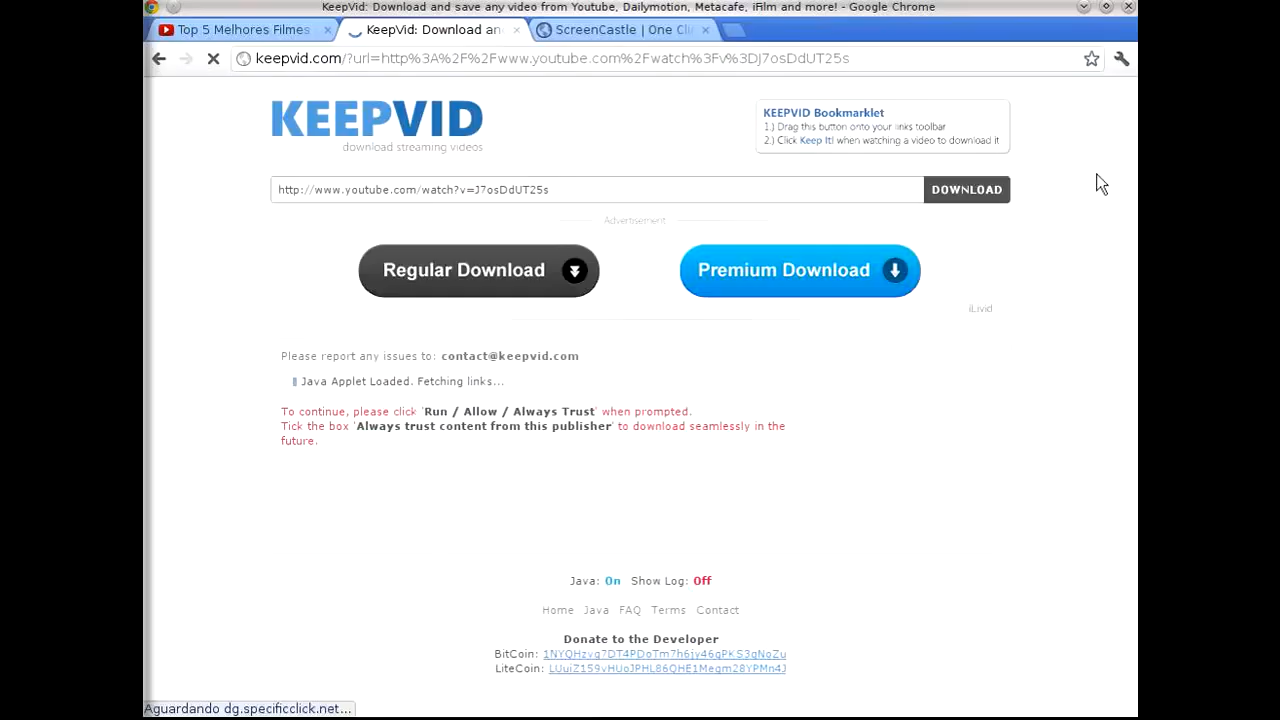 KeepVid: Download and save any video from Youtube, Dailymotion, Metacafe, iFilm and more! - Google Chrome
Top 5 Melhores Filmes
KeepVid: Download an
ScreenCastle | One Cli
keepvid.com/?url=http%3A%2F%2Fwww.youtube.com%2Fwatch%3Fv%3DJ7osDdUT25s
KEEPVID
download streaming videos
KEEPVID Bookmarklet
1.) Drag this button onto your links toolbar
2.) Click Keep It! when watching a video to download it
http://www.youtube.com/watch?v=J7osDdUT25s
DOWNLOAD
Advertisement
Regular Download
Premium Download
iLivid
Please report any issues to: contact@keepvid.com
Java Applet Loaded. Fetching links...
To continue, please click 'Run / Allow / Always Trust' when prompted.
Tick the box 'Always trust content from this publisher' to download seamlessly in the
future.
Java: On Show Log: Off
Home Java FAQ Terms Contact
Donate to the Developer
BitCoin:
LiteCoin:
Aguardando dg.specificclick.net...